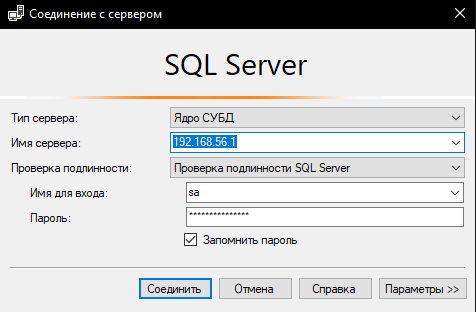 Соединение с сервером
SQL Server
Тип сервера: Ядро СУБД
Имя сервера: 192.168.56.1
Проверка подлинности: Проверка подлинности SQL Server
Имя для входа: sa
Пароль: ***************
Запомнить пароль
Соединить Отмена Справка Параметры >>